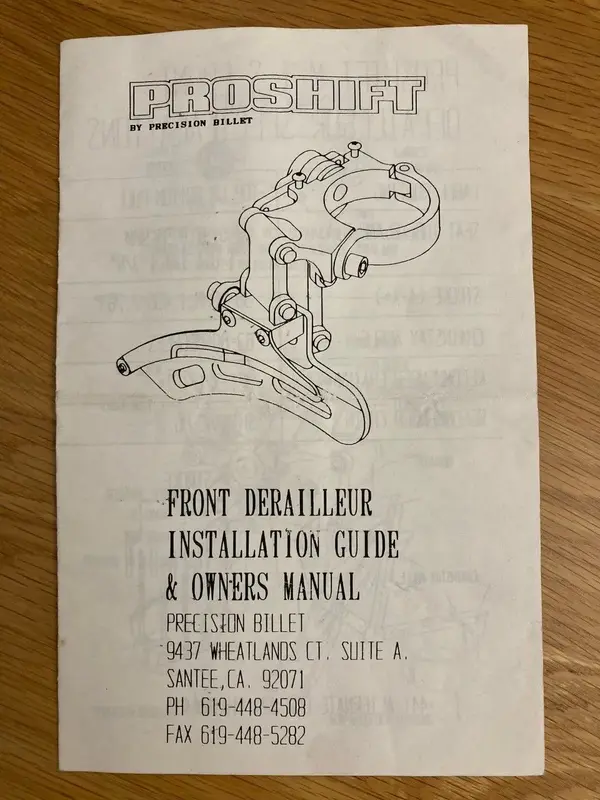 PROSHIFT
BY PRECISION BILLET
FRONT DERAILLEUR
INSTALLATION GUIDE
& OWNERS MANUAL
PRECISION BILLET
9437 WHEATLANDS CT. SUITE A.
SANTEE,CA. 92071
PH 619-448-4508
FAX 619-448-5282